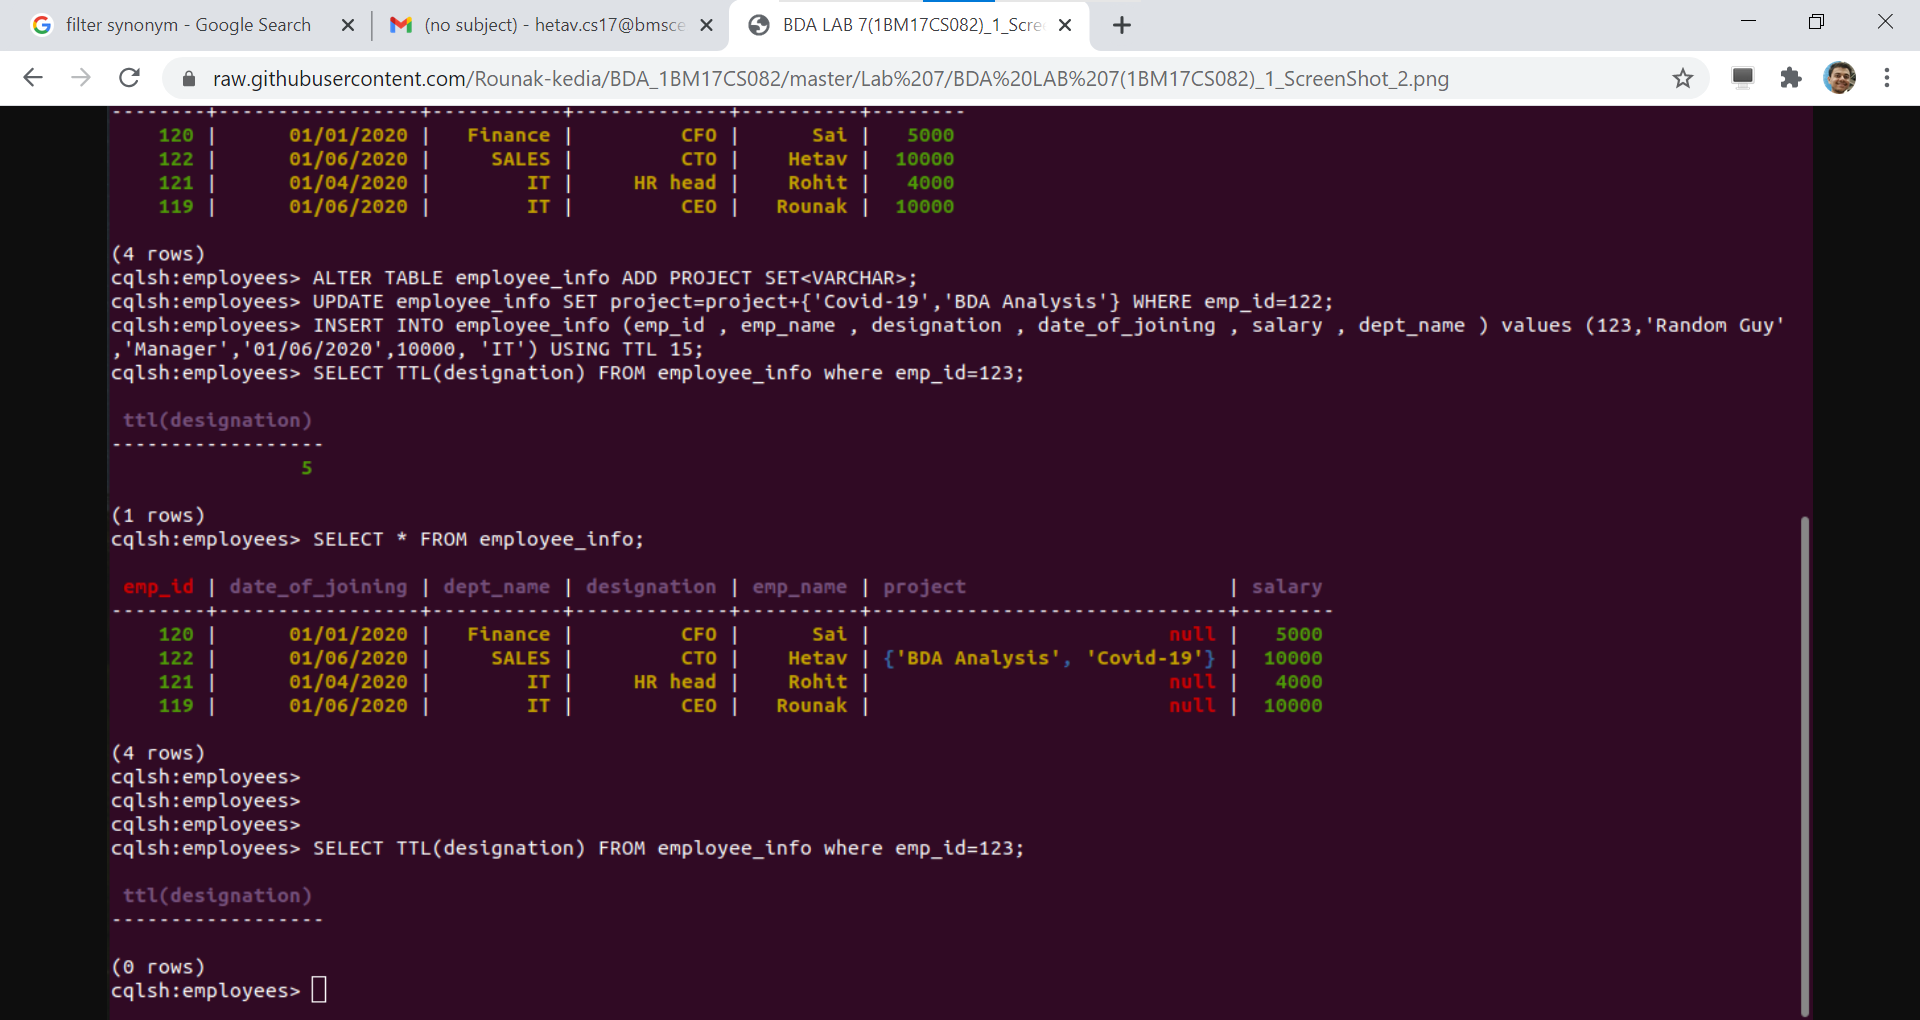 filter synonym - Google Search
(no subject) - hetav.cs17@bmsce
BDA LAB 7(1BM17CS082)_1_Scre
raw.githubusercontent.com/Rounak-kedia/BDA_1BM17CS082/master/Lab%207/BDA%20LAB%207(1BM17CS082)_1_ScreenShot_2.png
--------+------------------+-----------+-------------+----------+--------
120 | 01/01/2020 | Finance | CFO | Sai | 5000
122 | 01/06/2020 | SALES | CTO | Hetav | 10000
121 | 01/04/2020 | IT | HR head | Rohit | 4000
119 | 01/06/2020 | IT | CEO | Rounak | 10000
(4 rows)
cqlsh:employees> ALTER TABLE employee_info ADD PROJECT SET<VARCHAR>;
cqlsh:employees> UPDATE employee_info SET project=project+{'Covid-19','BDA Analysis'} WHERE emp_id=122;
cqlsh:employees> INSERT INTO employee_info (emp_id , emp_name , designation , date_of_joining , salary , dept_name ) values (123,'Random Guy'
,'Manager','01/06/2020',10000, 'IT') USING TTL 15;
cqlsh:employees> SELECT TTL(designation) FROM employee_info where emp_id=123;
ttl(designation)
------------------
5
(1 rows)
cqlsh:employees> SELECT * FROM employee_info;
emp_id | date_of_joining | dept_name | designation | emp_name | project | salary
--------+-----------------+-----------+-------------+----------+------------------------------+--------
120 | 01/01/2020 | Finance | CFO | Sai | null | 5000
122 | 01/06/2020 | SALES | CTO | Hetav | {'BDA Analysis', 'Covid-19'} | 10000
121 | 01/04/2020 | IT | HR head | Rohit | null | 4000
119 | 01/06/2020 | IT | CEO | Rounak | null | 10000
(4 rows)
cqlsh:employees>
cqlsh:employees>
cqlsh:employees>
cqlsh:employees> SELECT TTL(designation) FROM employee_info where emp_id=123;
ttl(designation)
------------------
(0 rows)
cqlsh:employees>